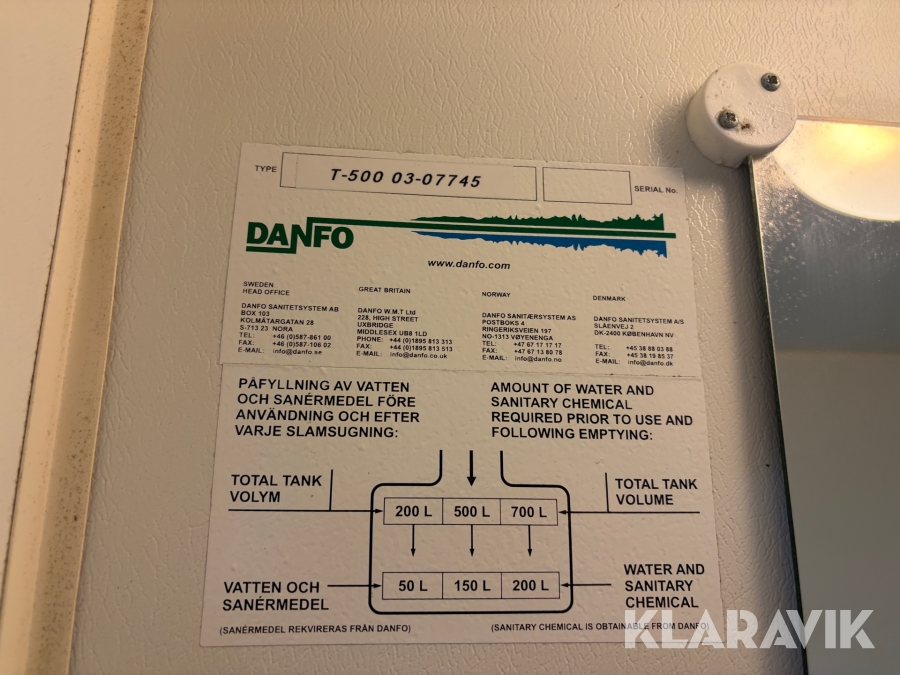 TYPE T-500 03-07745 SERIAL No.
DANFO
www.danfo.com
SWEDEN
HEAD OFFICE
DANFO SANITETSYSTEM AB
BOX 103
KOLMÄTARGATAN 28
S-713 23 NORA
TEL: +46 (0)587-861 00
FAX: +46 (0)587-106 02
E-MAIL: info@danfo.se
GREAT BRITAIN
DANFO W.M.T Ltd
228, HIGH STREET
UXBRIDGE
MIDDLESEX UB8 1LD
PHONE: +44 (0)1895 813 313
FAX: +44 (0)1895 813 513
E-MAIL: info@danfo.co.uk
NORWAY
DANFO SANITÆRSYSTEM AS
POSTBOKS 4
RINGERIKSVEIEN 197
NO-1313 VØYENENGA
TEL: +47 67 17 17 17
FAX: +47 67 13 80 78
E-MAIL: info@danfo.no
DENMARK
DANFO SANITETSYSTEM A/S
SLÅENVEJ 2
DK-2400 KØBENHAVN NV
TEL: +45 38 88 03 88
FAX: +45 38 19 85 37
E-MAIL: info@danfo.dk
PÅFYLLNING AV VATTEN
OCH SANÉRMEDEL FÖRE
ANVÄNDNING OCH EFTER
VARJE SLAMSUGNING:
AMOUNT OF WATER AND
SANITARY CHEMICAL
REQUIRED PRIOR TO USE AND
FOLLOWING EMPTYING:
TOTAL TANK
VOLYM
200 L 500 L 700 L
TOTAL TANK
VOLUME
VATTEN OCH
SANÉRMEDEL
50 L 150 L 200 L
WATER AND
SANITARY
CHEMICAL
(SANÉRMEDEL REKVIRERAS FRÅN DANFO)
(SANITARY CHEMICAL IS OBTAINABLE FROM DANFO)
KLARAVIK